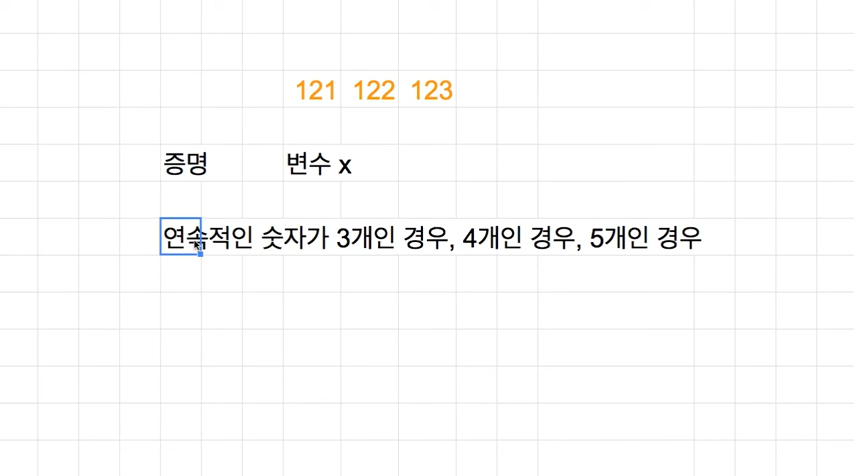 121 122 123
증명 변수 x
연속적인 숫자가 3개인 경우, 4개인 경우, 5개인 경우